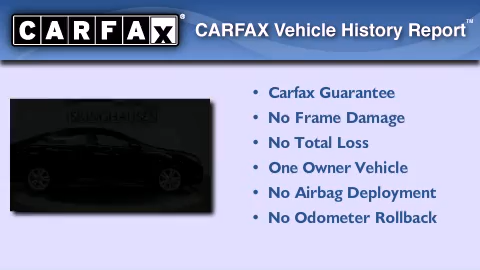 CARFAX® CARFAX Vehicle History Report™
• Carfax Guarantee
• No Frame Damage
• No Total Loss
• One Owner Vehicle
• No Airbag Deployment
• No Odometer Rollback